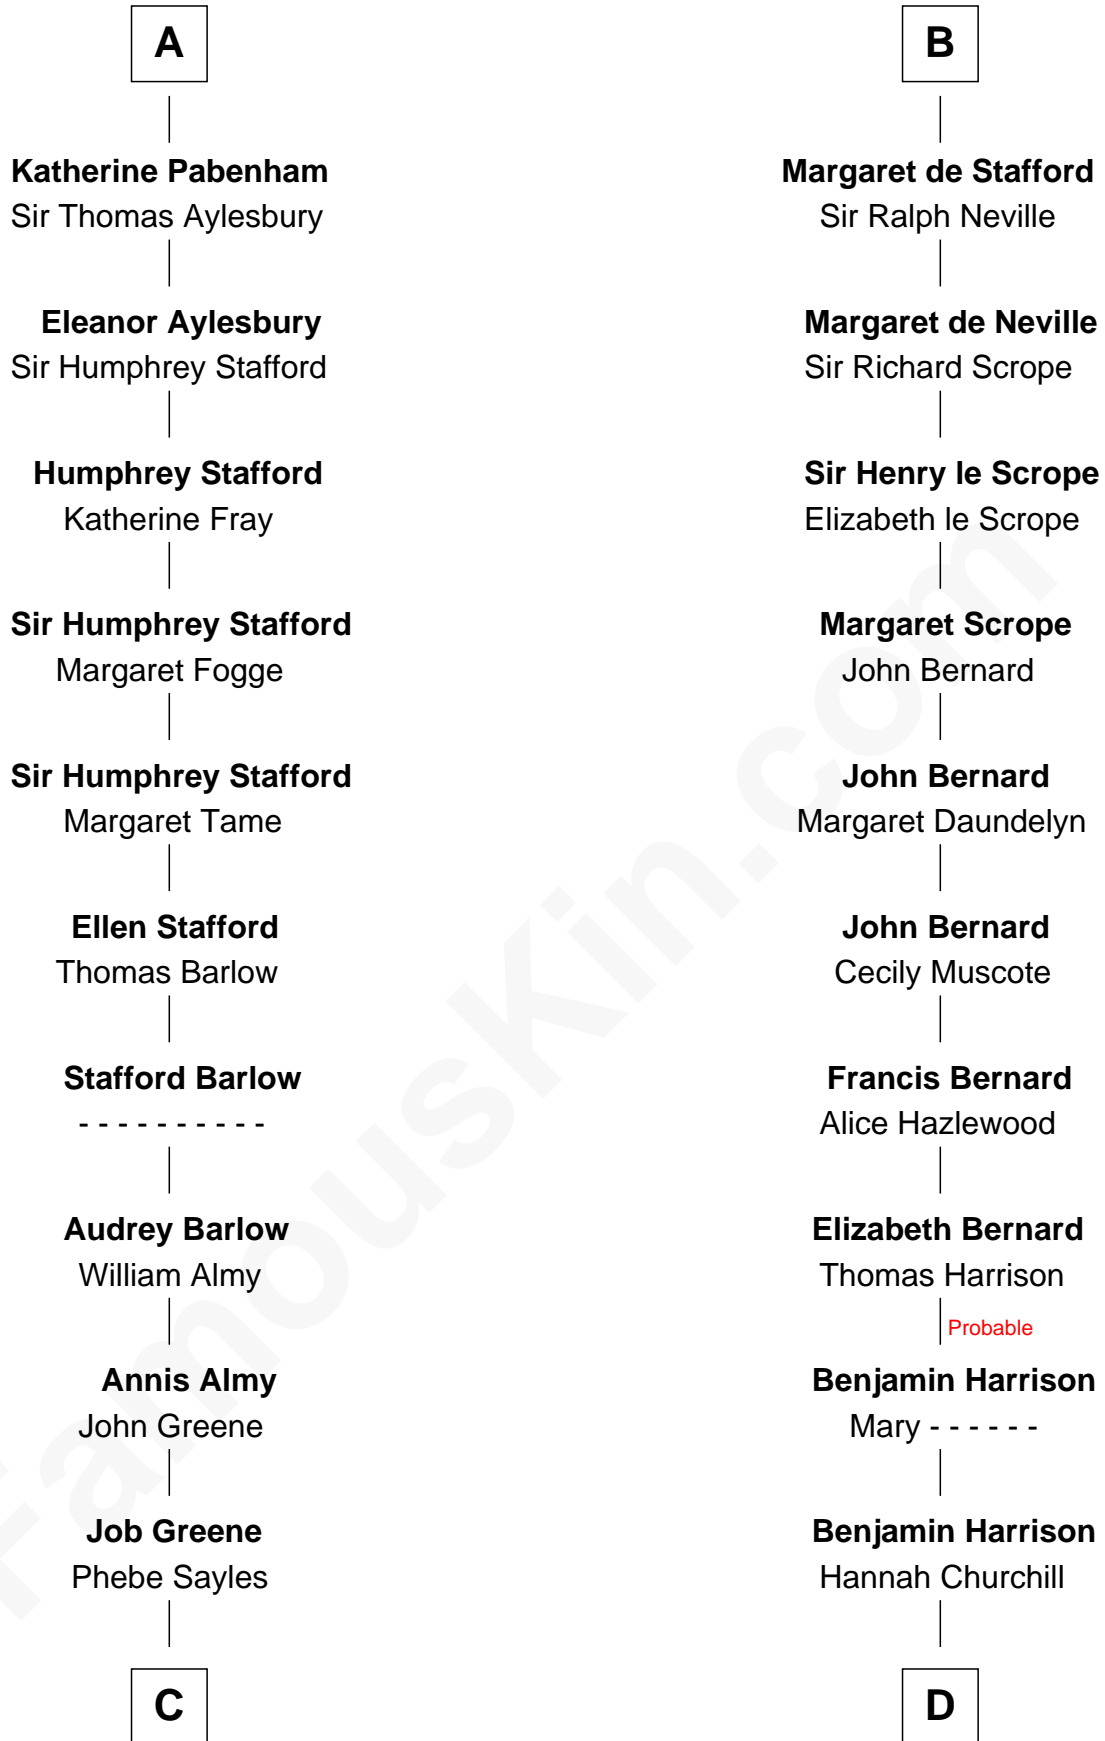 A
Katherine Pabenham
Sir Thomas Aylesbury
Eleanor Aylesbury
Sir Humphrey Stafford
Humphrey Stafford
Katherine Fray
Sir Humphrey Stafford
Margaret Fogge
Sir Humphrey Stafford
Margaret Tame
Ellen Stafford
Thomas Barlow
Stafford Barlow
- - - - - - - - - -
Audrey Barlow
William Almy
Annis Almy
John Greene
Job Greene
Phebe Sayles
C
B
Margaret de Stafford
Sir Ralph Neville
Margaret de Neville
Sir Richard Scrope
Sir Henry le Scrope
Elizabeth le Scrope
Margaret Scrope
John Bernard
John Bernard
Margaret Daundelyn
John Bernard
Cecily Muscote
Francis Bernard
Alice Hazlewood
Elizabeth Bernard
Thomas Harrison
Probable
Benjamin Harrison
Mary - - - - - -
Benjamin Harrison
Hannah Churchill
D
FamousKin.com